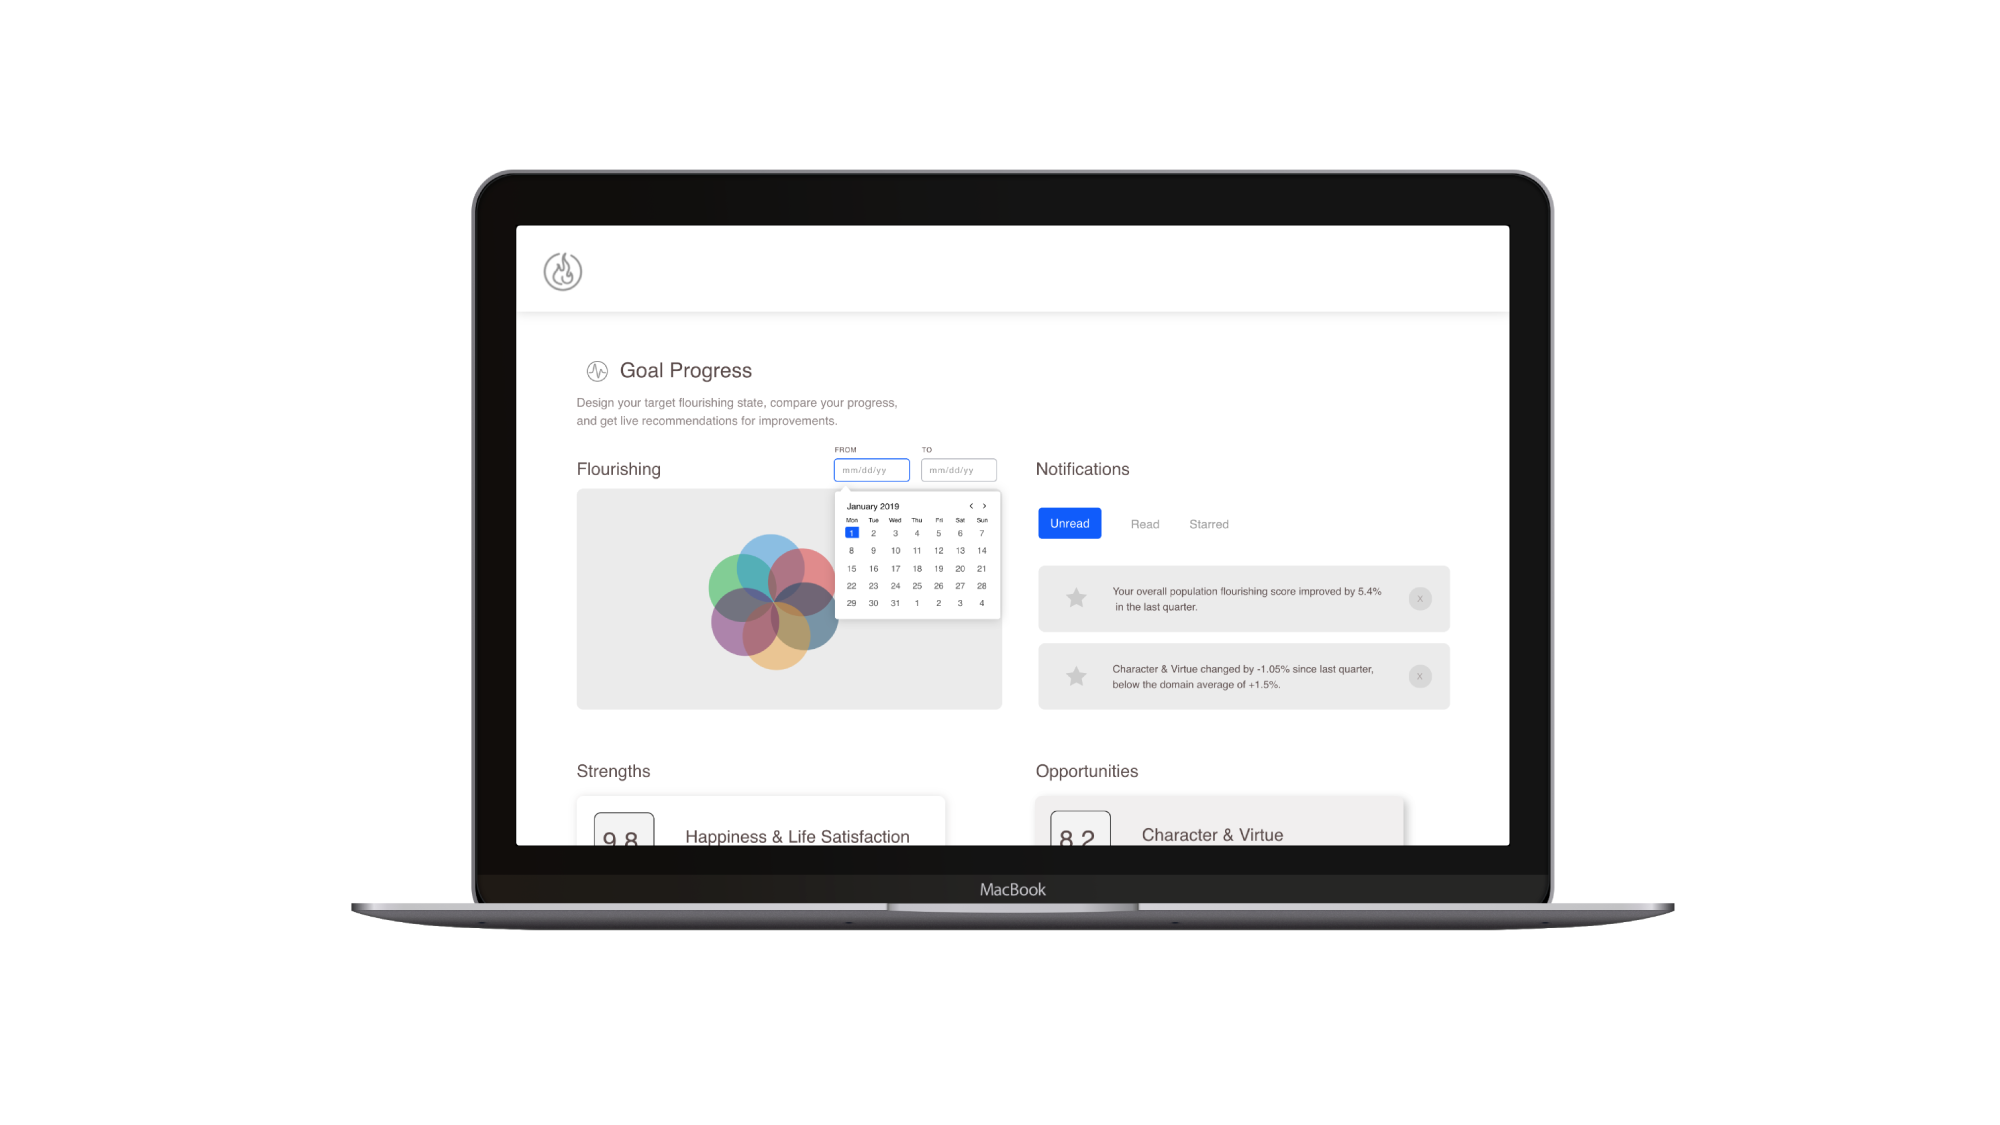 Goal Progress
Design your target flourishing state, compare your progress,
and get live recommendations for improvements.
Flourishing
FROM TO
mm/dd/yy mm/dd/yy
January 2019 < >
Mon Tue Wed Thu Fri Sat Sun
1 2 3 4 5 6 7
8 9 10 11 12 13 14
15 16 17 18 19 20 21
22 23 24 25 26 27 28
29 30 31 1 2 3 4
Notifications
Unread Read Starred
Your overall population flourishing score improved by 5.4%
in the last quarter.
X
Character & Virtue changed by -1.05% since last quarter,
below the domain average of +1.5%.
X
Strengths
9.8 Happiness & Life Satisfaction
Opportunities
8.2 Character & Virtue
MacBook